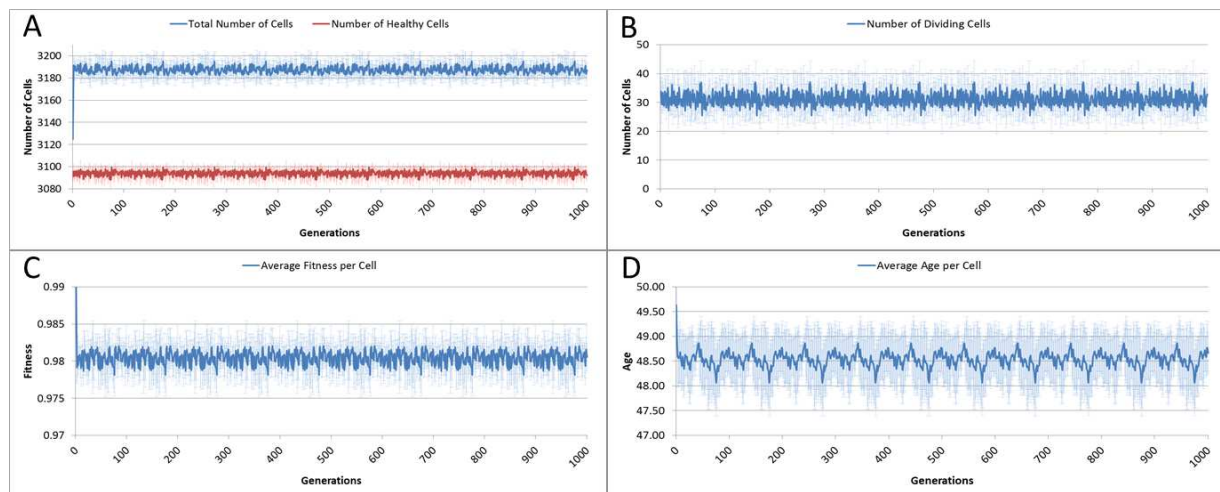 A
Total Number of Cells Number of Healthy Cells
Number of Cells
3200
3180
3160
3140
3120
3100
3080
0 100 200 300 400 500 600 700 800 900 1000
Generations
B
Number of Dividing Cells
Number of Cells
50
40
30
20
10
0
0 100 200 300 400 500 600 700 800 900 1000
Generations
C
Average Fitness per Cell
Fitness
0.99
0.985
0.98
0.975
0.97
0 100 200 300 400 500 600 700 800 900 1000
Generations
D
Average Age per Cell
Age
50.00
49.50
49.00
48.50
48.00
47.50
47.00
0 100 200 300 400 500 600 700 800 900 1000
Generations